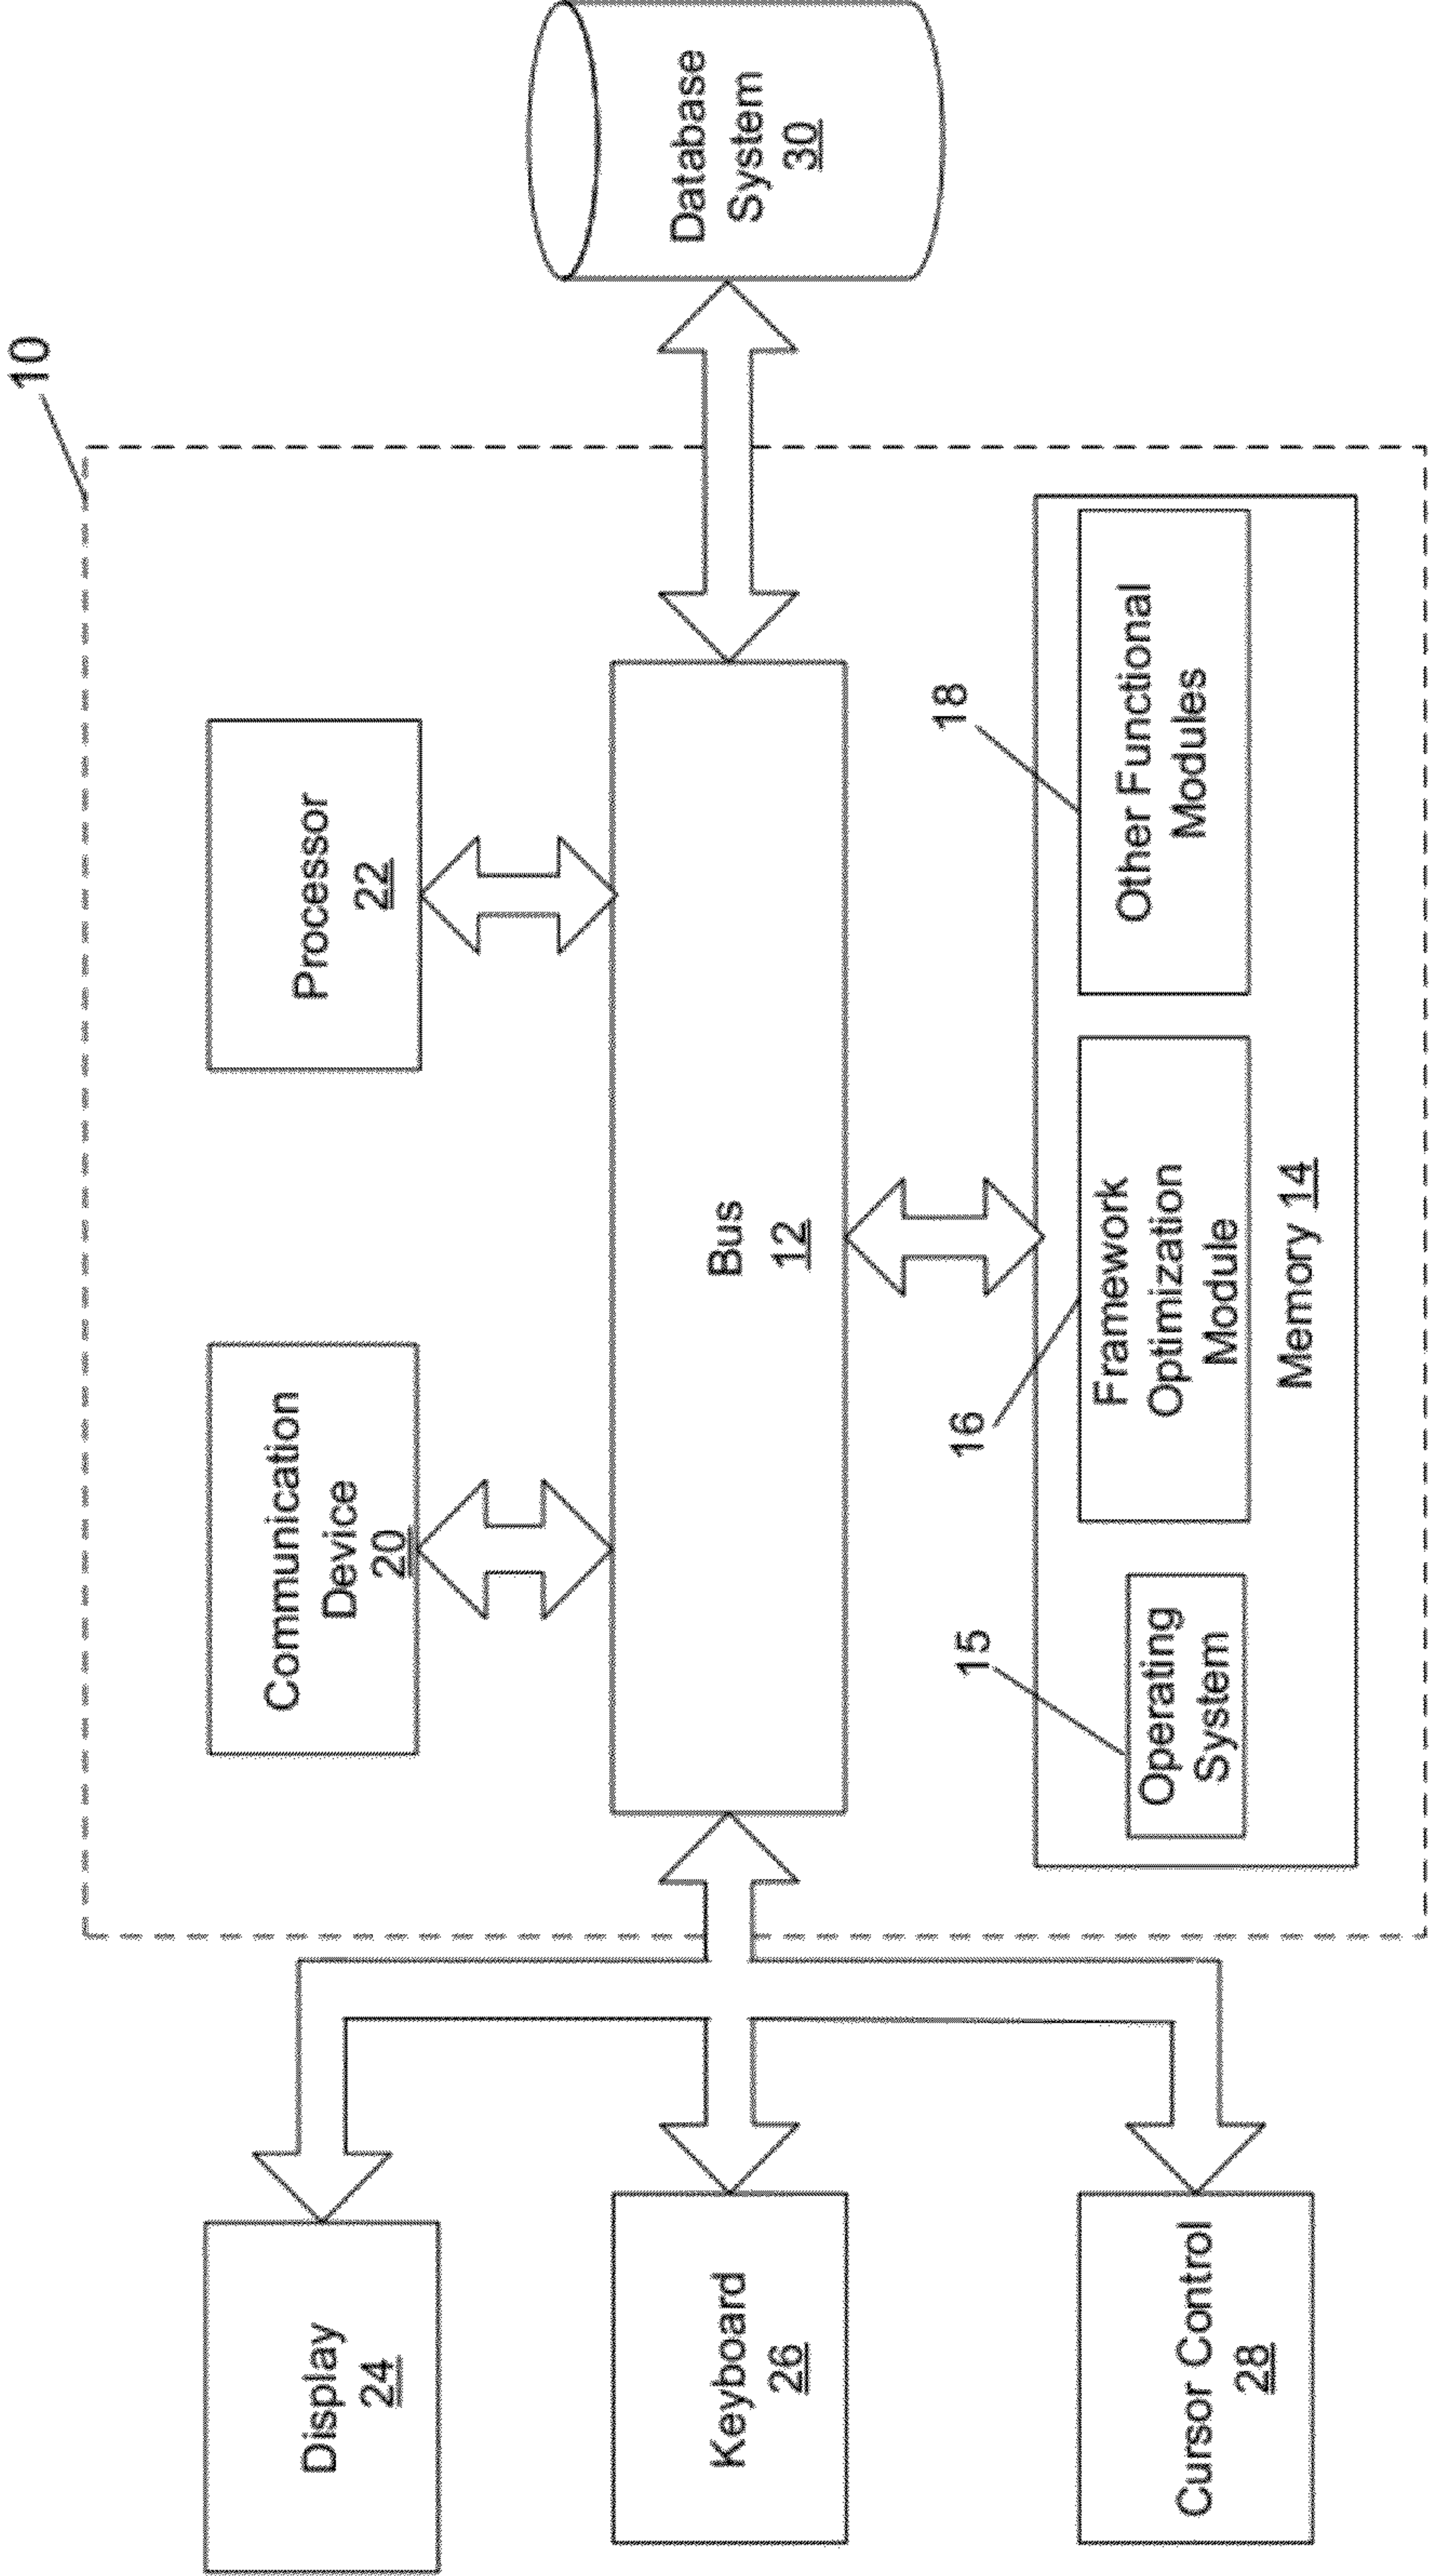 10
Display
24
Keyboard
26
Cursor Control
28
Communication
Device
20
Processor
22
Bus
12
Database
System
30
15
16
18
Operating
System
Framework
Optimization
Module
Other Functional
Modules
Memory 14